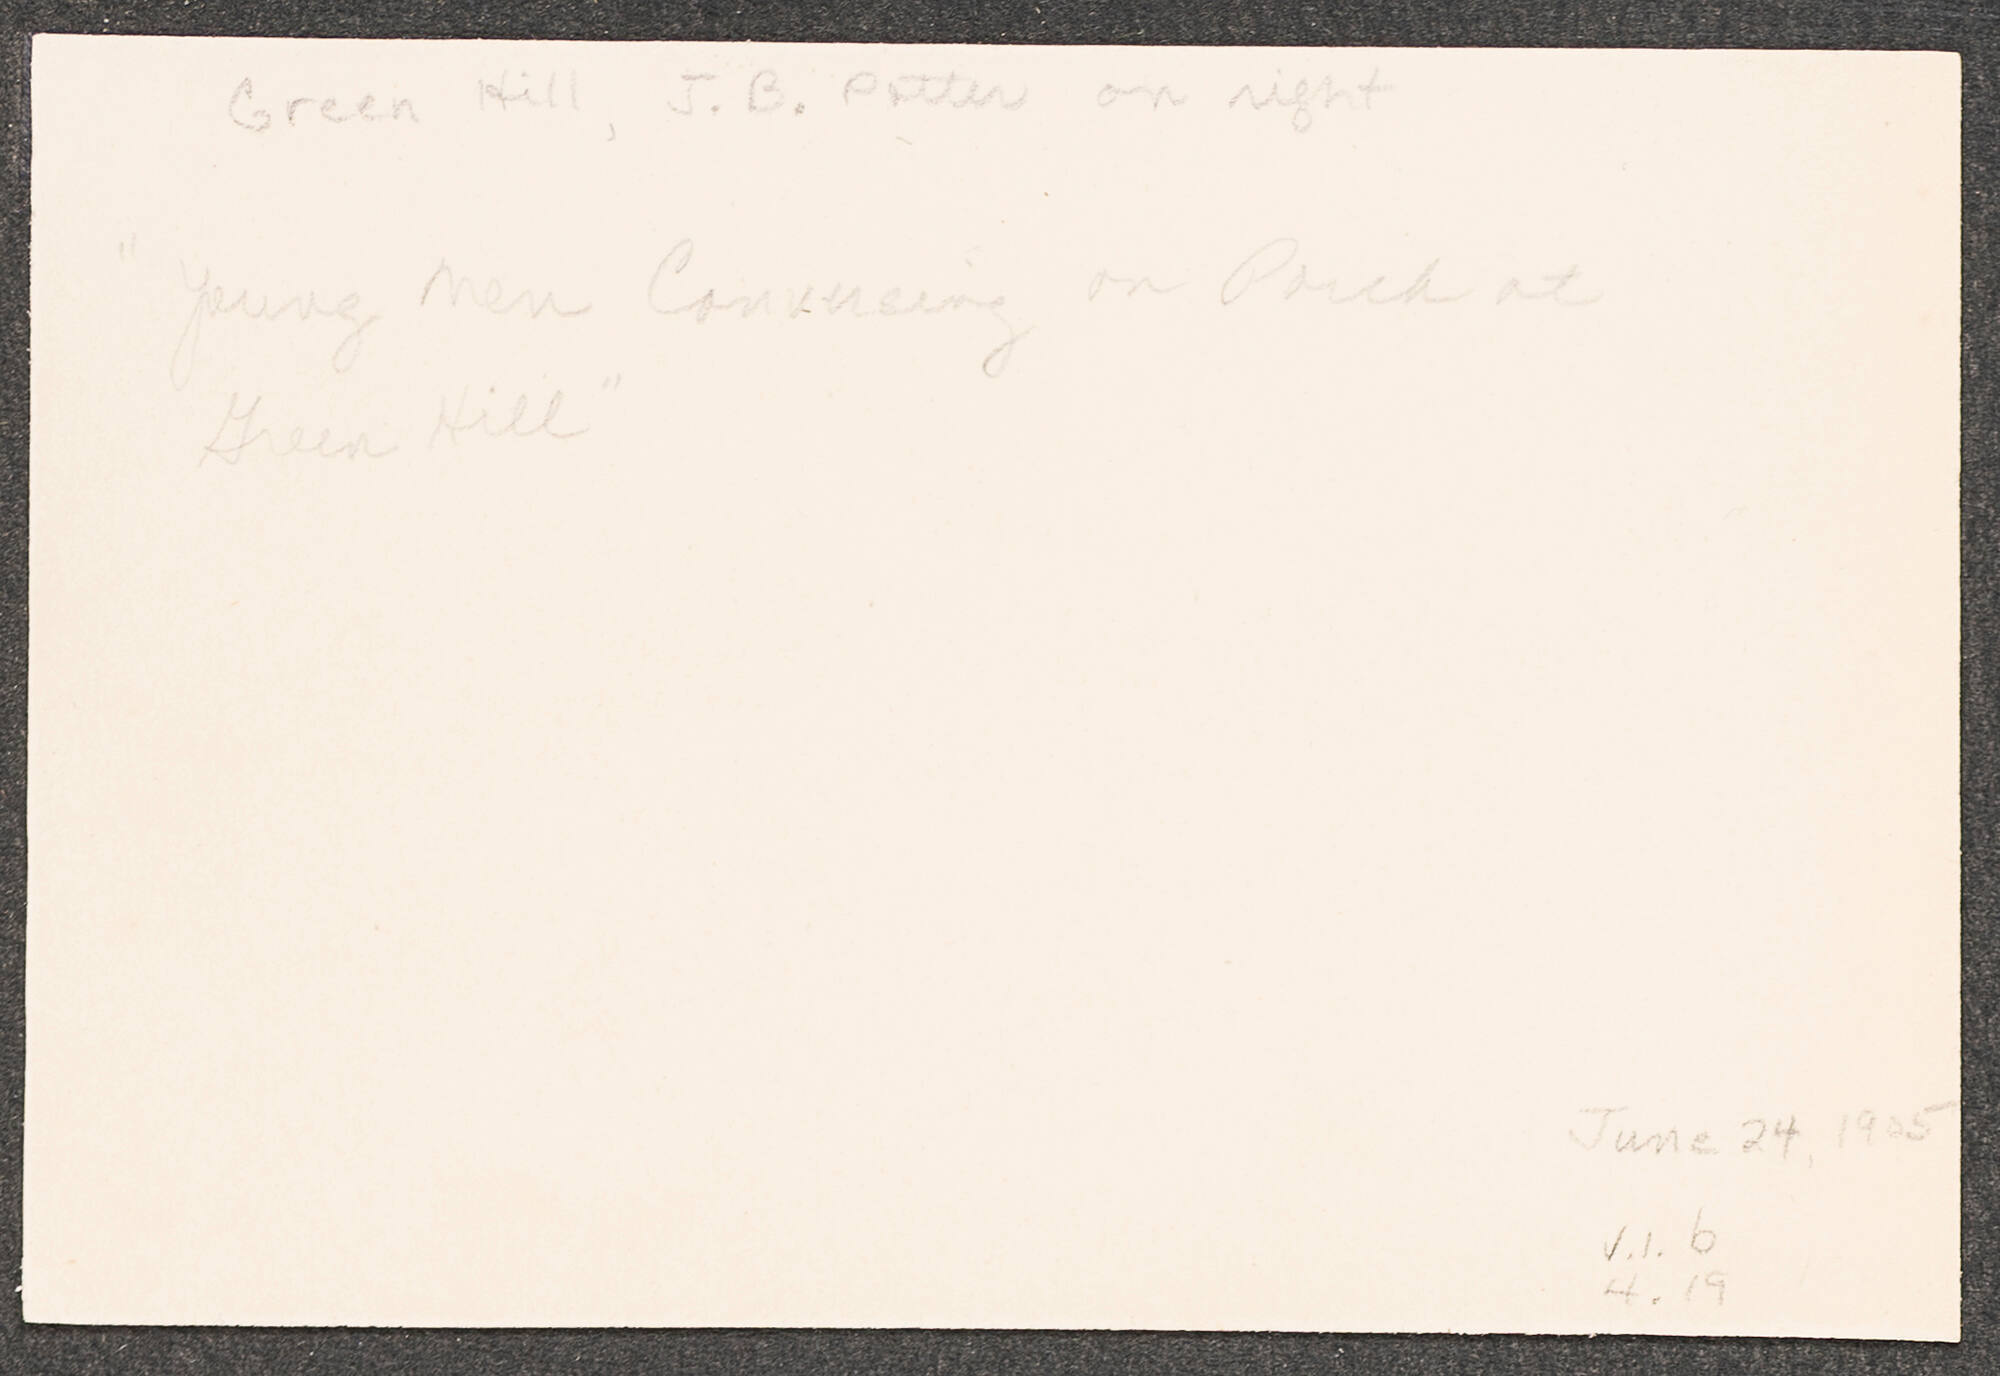 Green Hill, J. B. Potter on right
"Young Men Conversing on Porch at
Green Hill"
June 24, 1905
V.1. b
4.19